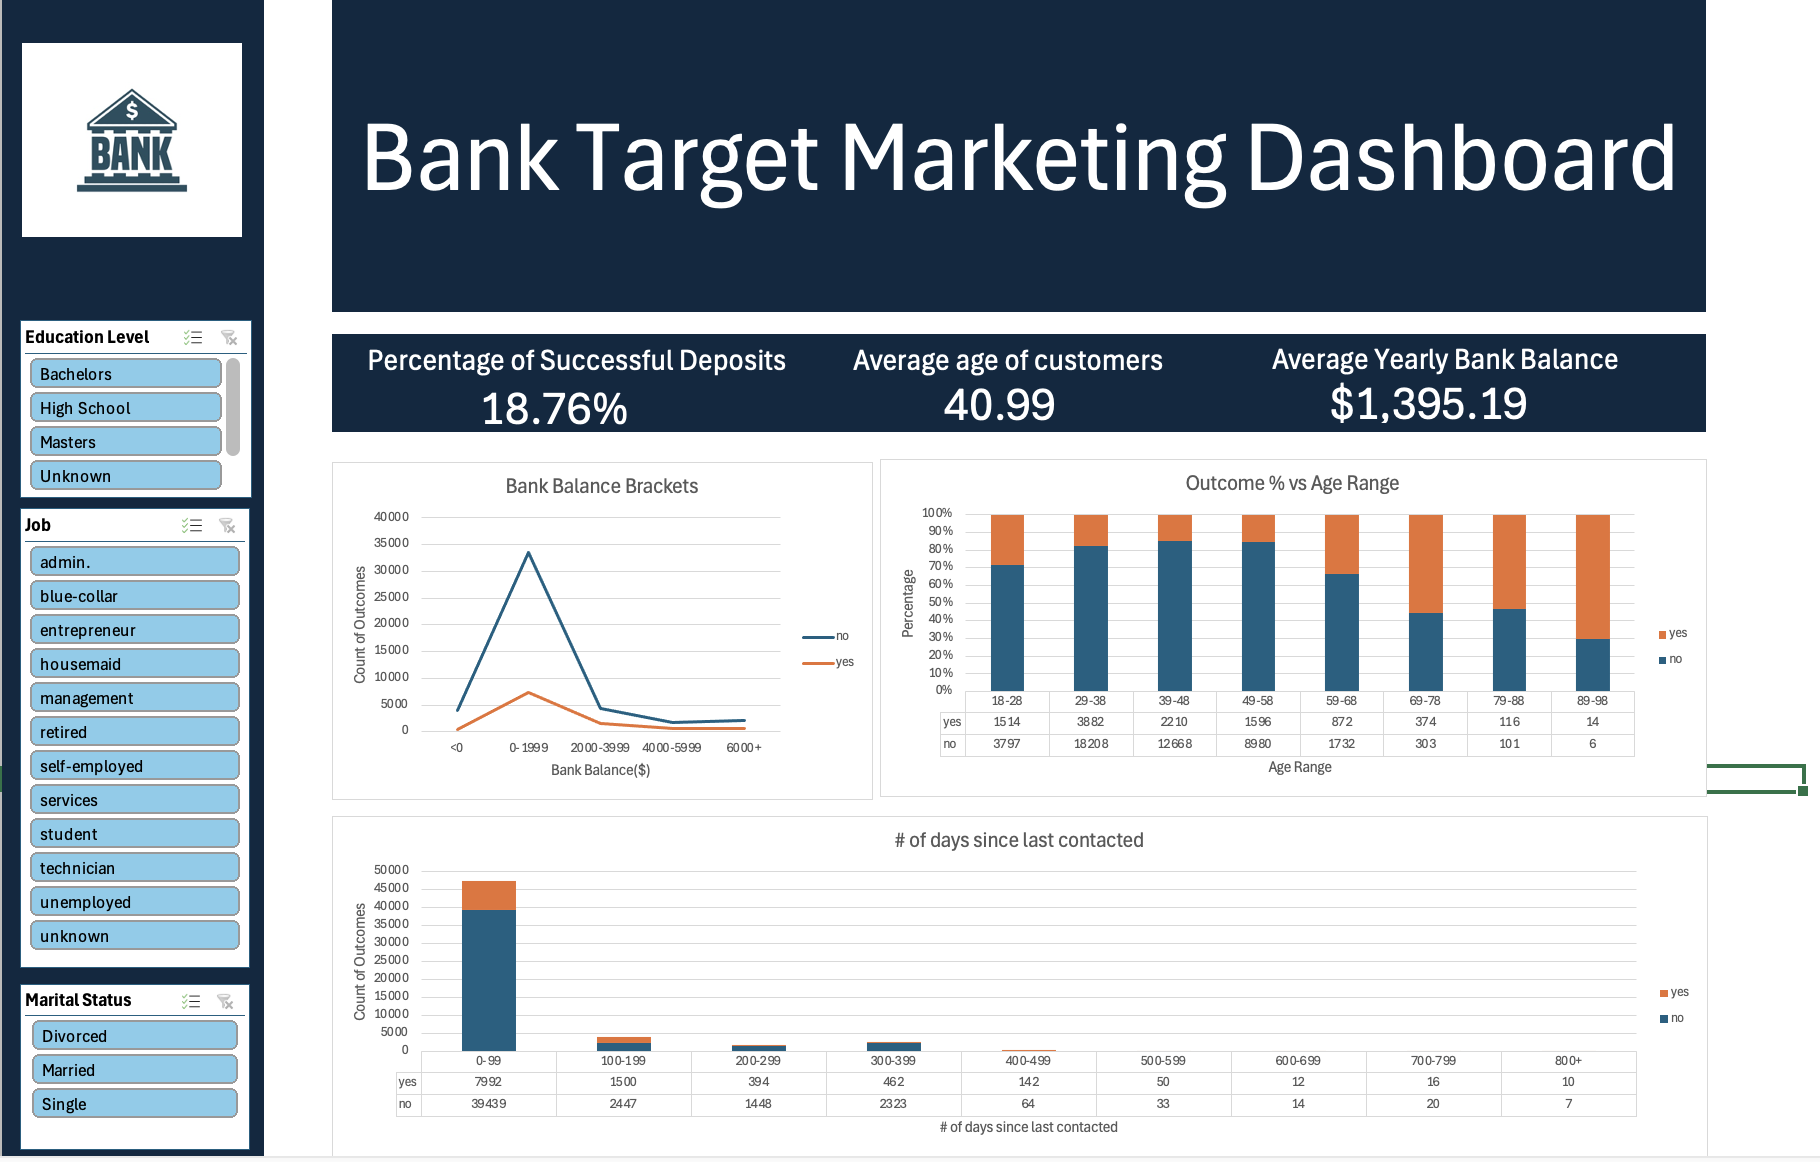 $
BANK
Bank Target Marketing Dashboard
Percentage of Successful Deposits
18.76%
Average age of customers
40.99
Average Yearly Bank Balance
$1,395.19
Education Level
Bachelors
High School
Masters
Unknown
Job
admin.
blue-collar
entrepreneur
housemaid
management
retired
self-employed
services
student
technician
unemployed
unknown
Marital Status
Divorced
Married
Single
Bank Balance Brackets
Count of Outcomes
40000
35000
30000
25000
20000
15000
10000
5000
0
<0 0-1999 2000-3999 4000-5999 6000+
Bank Balance($)
no
yes
Outcome % vs Age Range
Percentage
100%
90%
80%
70%
60%
50%
40%
30%
20%
10%
0%
18-28 29-38 39-48 49-58 59-68 69-78 79-88 89-98
yes 1514 3882 2210 1596 872 374 116 14
no 3797 18208 12668 8980 1732 303 101 6
Age Range
yes
no
# of days since last contacted
Count of Outcomes
50000
45000
40000
35000
30000
25000
20000
15000
10000
5000
0
0-99 100-199 200-299 300-399 400-499 500-599 600-699 700-799 800+
yes 7992 1500 394 462 142 50 12 16 10
no 39439 2447 1448 2323 64 33 14 20 7
# of days since last contacted
yes
no